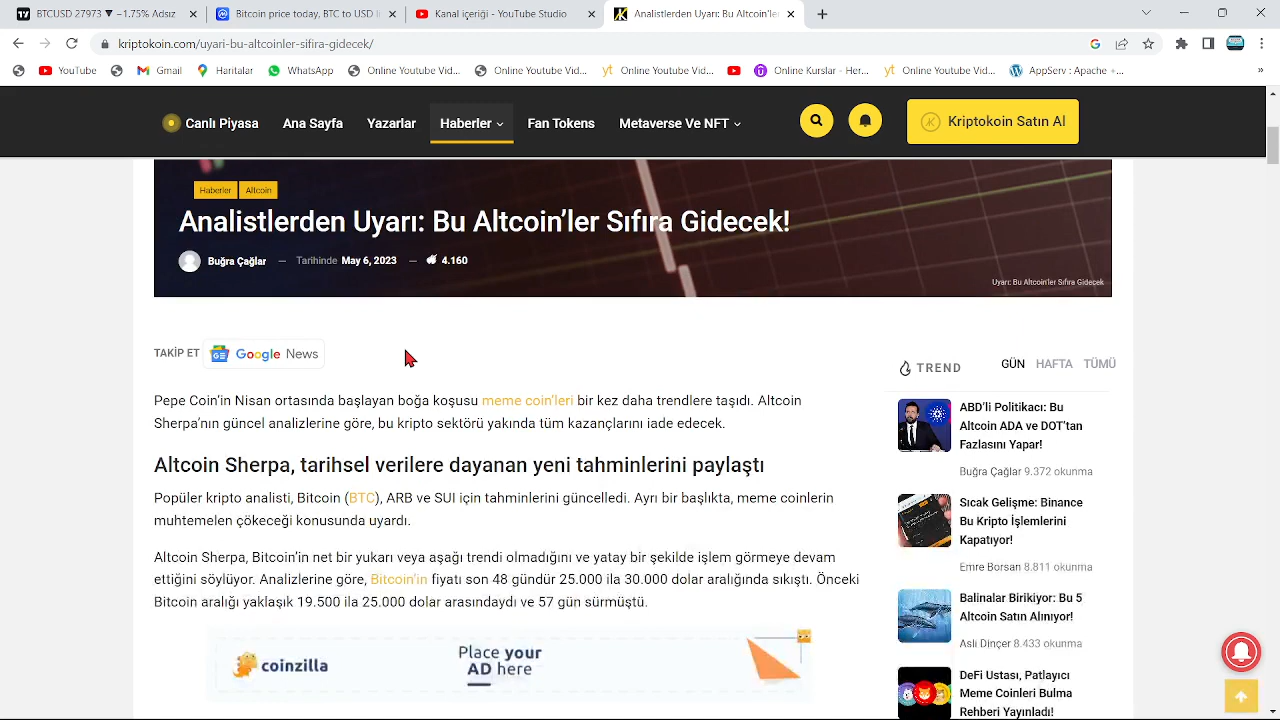 BTCUSD 27973 ▼ −1.75% Adsız
Bitcoin price today, BTC to USD l
Kanal içeriği - YouTube Studio
Analistlerden Uyarı: Bu Altcoin'le
kriptokoin.com/uyari-bu-altcoinler-sifira-gidecek/
YouTube
Gmail
Haritalar
WhatsApp
Online Youtube Vid...
Online Youtube Vid...
Online Youtube Vid...
Online Kurslar - Her...
Online Youtube Vid...
AppServ : Apache +...
»
Canlı Piyasa
Ana Sayfa
Yazarlar
Haberler
Fan Tokens
Metaverse Ve NFT
Kriptokoin Satın Al
Haberler
Altcoin
Analistlerden Uyarı: Bu Altcoin’ler Sıfıra Gidecek!
Buğra Çağlar — Tarihinde May 6, 2023 — 4.160
Uyarı: Bu Altcoin'ler Sıfıra Gidecek
TAKİP ET Google News
Pepe Coin’in Nisan ortasında başlayan boğa koşusu meme coin’leri bir kez daha trendlere taşıdı. Altcoin
Sherpa’nın güncel analizlerine göre, bu kripto sektörü yakında tüm kazançlarını iade edecek.
Altcoin Sherpa, tarihsel verilere dayanan yeni tahminlerini paylaştı
Popüler kripto analisti, Bitcoin (BTC), ARB ve SUI için tahminlerini güncelledi. Ayrı bir başlıkta, meme coinlerin
muhtemelen çökeceği konusunda uyardı.
Altcoin Sherpa, Bitcoin’in net bir yukarı veya aşağı trendi olmadığını ve yatay bir şekilde işlem görmeye devam
ettiğini söylüyor. Analizlerine göre, Bitcoin’in fiyatı son 48 gündür 25.000 ila 30.000 dolar aralığında sıkıştı. Önceki
Bitcoin aralığı yaklaşık 19.500 ila 25.000 dolar arasındaydı ve 57 gün sürmüştü.
coinzilla
Place your
AD here
TREND
GÜN HAFTA TÜMÜ
ABD’li Politikacı: Bu
Altcoin ADA ve DOT’tan
Fazlasını Yapar!
Buğra Çağlar 9.372 okunma
Sıcak Gelişme: Binance
Bu Kripto İşlemlerini
Kapatıyor!
Emre Borsan 8.811 okunma
Balinalar Birikiyor: Bu 5
Altcoin Satın Alınıyor!
Asli Dinçer 8.433 okunma
DeFi Ustası, Patlayıcı
Meme Coinleri Bulma
Rehberi Yayınladı!